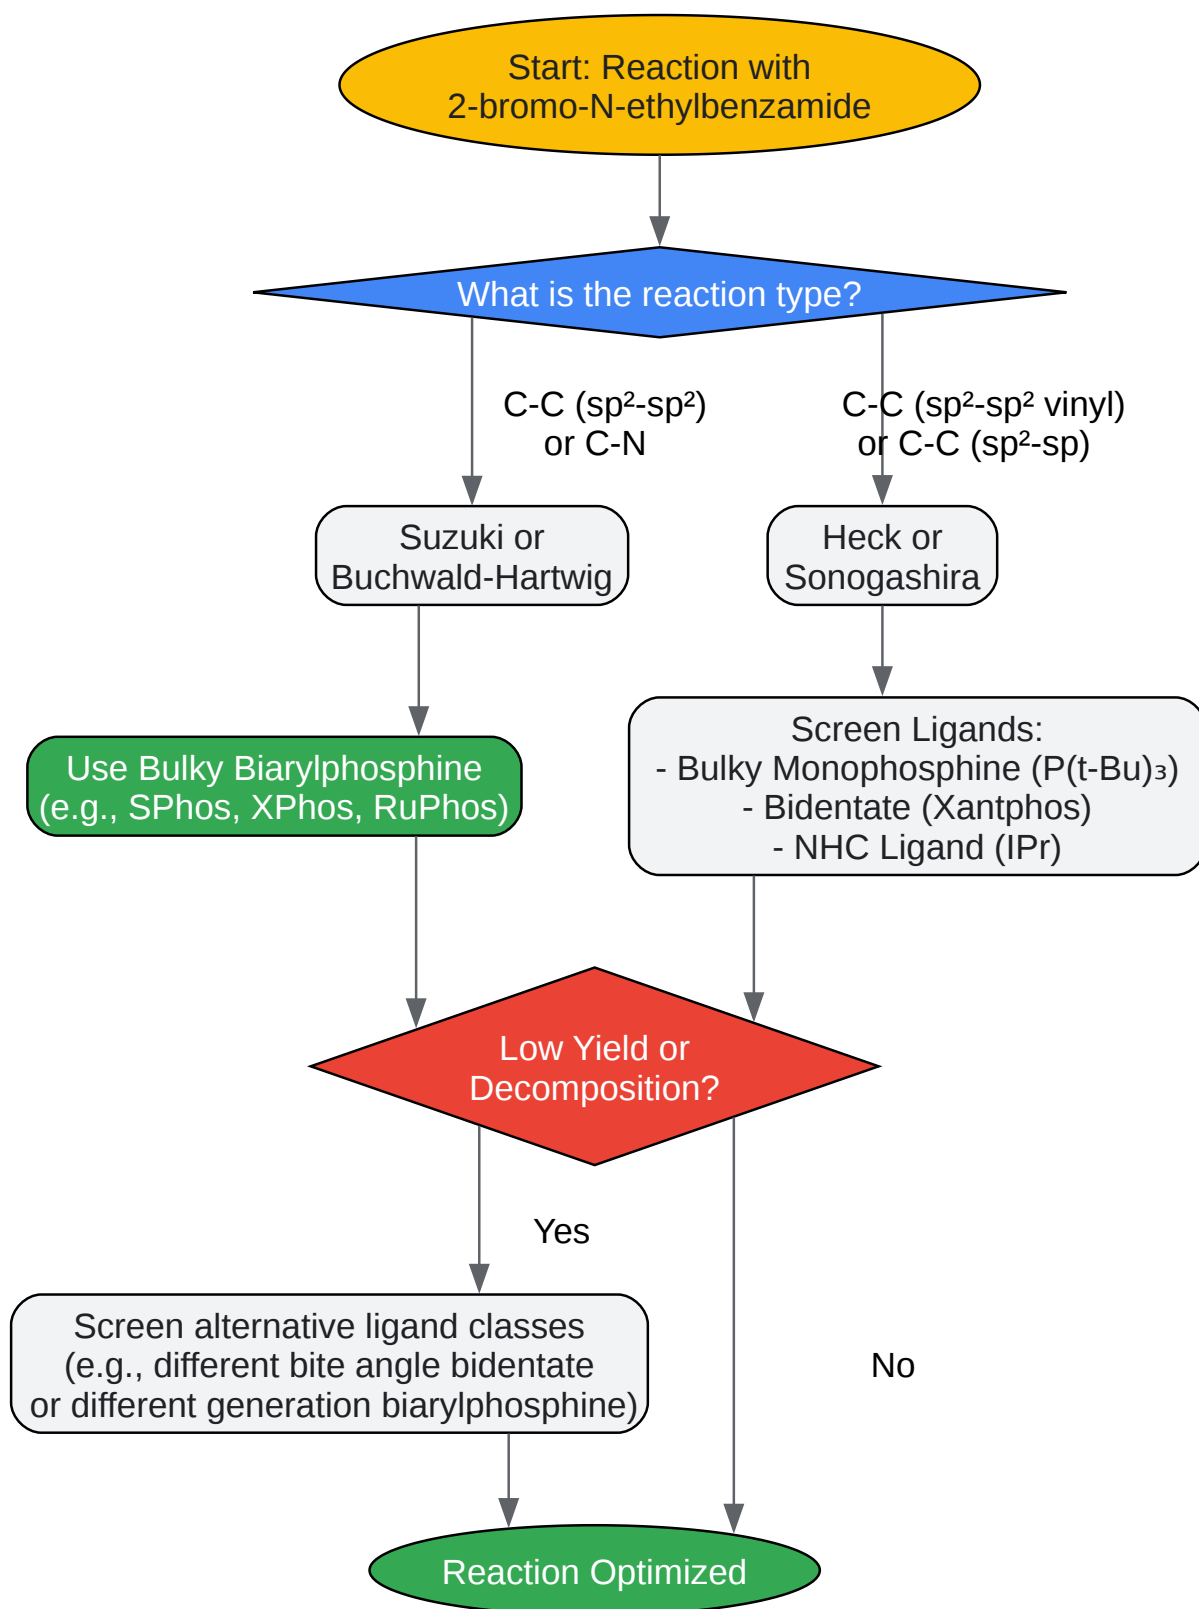 Start: Reaction with
2-bromo-N-ethylbenzamide
What is the reaction type?
C-C (sp²-sp²)
or C-N
C-C (sp²-sp² vinyl)
or C-C (sp²-sp)
Suzuki or
Buchwald-Hartwig
Heck or
Sonogashira
Use Bulky Biarylphosphine
(e.g., SPhos, XPhos, RuPhos)
Screen Ligands:
- Bulky Monophosphine (P(t-Bu)₃)
- Bidentate (Xantphos)
- NHC Ligand (IPr)
Low Yield or
Decomposition?
Yes
Screen alternative ligand classes
(e.g., different bite angle bidentate
or different generation biarylphosphine)
No
Reaction Optimized